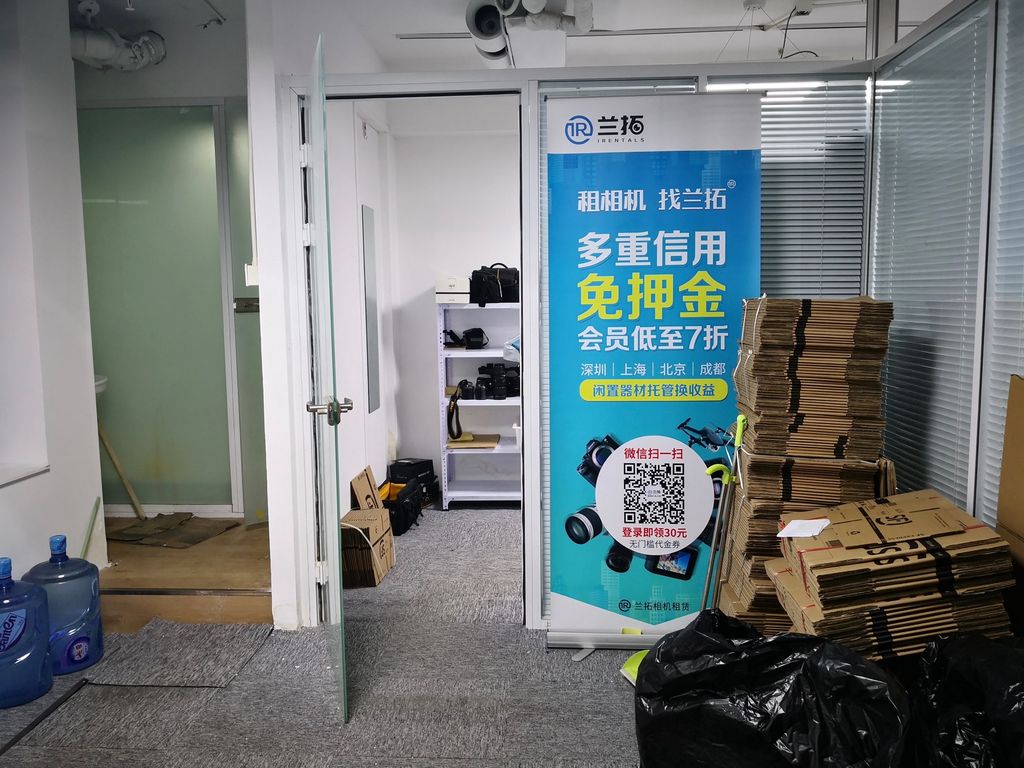 兰拓
IRENTALS
租相机 找兰拓
多重信用
免押金
会员低至7折
深圳 | 上海 | 北京 | 成都
闲置器材托管换收益
微信扫一扫
登录即领30元
无门槛代金券
兰拓相机租赁